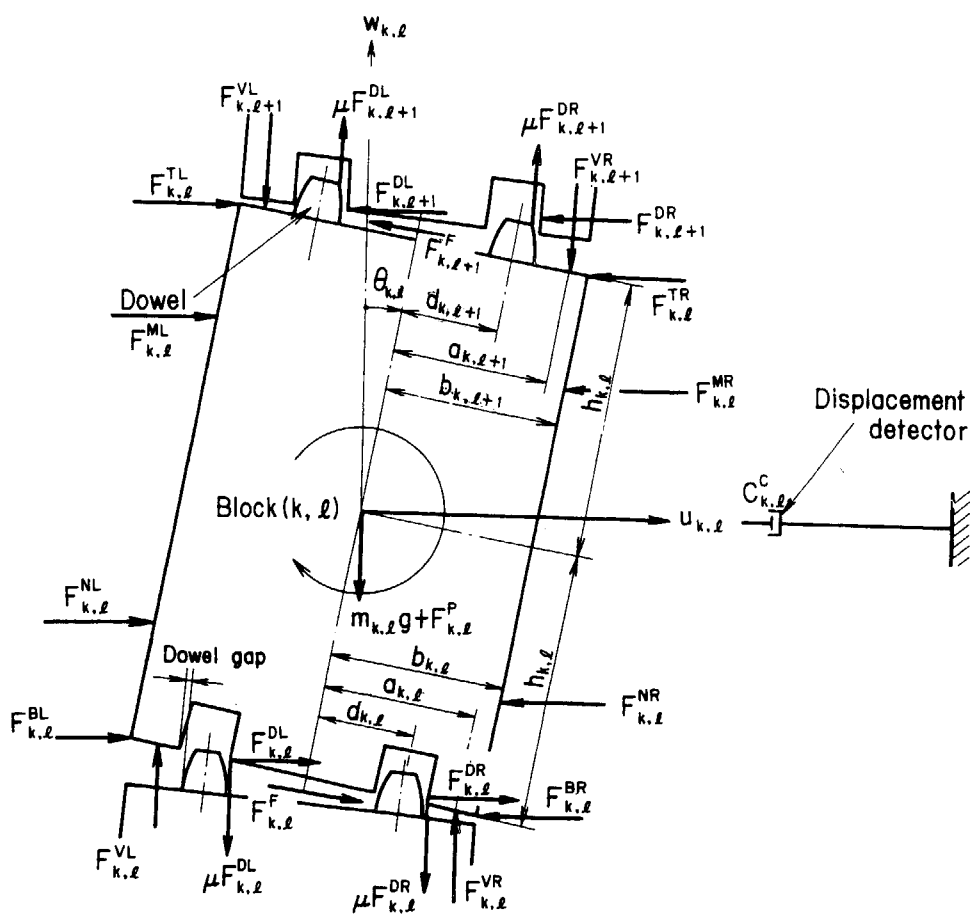 w_{k,ℓ}
F^{VL}_{k,ℓ+1}
μF^{DL}_{k,ℓ+1}
μF^{DR}_{k,ℓ+1}
F^{VR}_{k,ℓ+1}
F^{TL}_{k,ℓ}
F^{DL}_{k,ℓ+1}
F^{DR}_{k,ℓ+1}
F^{F}_{k,ℓ+1}
θ_{k,ℓ}
d_{k,ℓ+1}
F^{TR}_{k,ℓ}
Dowel
F^{ML}_{k,ℓ}
a_{k,ℓ+1}
b_{k,ℓ+1}
h_{k,ℓ}
F^{MR}_{k,ℓ}
Displacement
detector
C^{C}_{k,ℓ}
Block(k, ℓ)
u_{k,ℓ}
F^{NL}_{k,ℓ}
m_{k,ℓ}g+F^{P}_{k,ℓ}
Dowel gap
b_{k,ℓ}
a_{k,ℓ}
d_{k,ℓ}
h_{k,ℓ}
F^{NR}_{k,ℓ}
F^{BL}_{k,ℓ}
F^{DL}_{k,ℓ}
F^{DR}_{k,ℓ}
F^{BR}_{k,ℓ}
F^{F}_{k,ℓ}
F^{VL}_{k,ℓ}
μF^{DL}_{k,ℓ}
μF^{DR}_{k,ℓ}
F^{VR}_{k,ℓ}